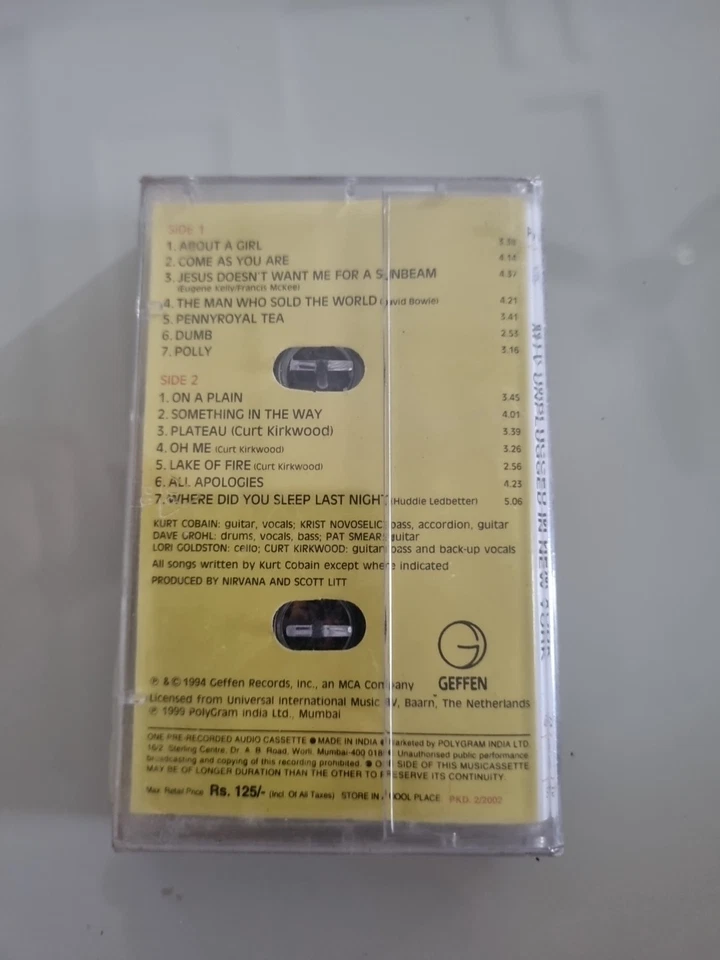 SIDE 1
1. ABOUT A GIRL 3.38
2. COME AS YOU ARE 4.14
3. JESUS DOESN'T WANT ME FOR A SUNBEAM 4.37
(Eugene Kelly/Francis McKee)
4. THE MAN WHO SOLD THE WORLD (David Bowie) 4.21
5. PENNYROYAL TEA 3.41
6. DUMB 2.53
7. POLLY 3.16
SIDE 2
1. ON A PLAIN 3.45
2. SOMETHING IN THE WAY 4.01
3. PLATEAU (Curt Kirkwood) 3.39
4. OH ME (Curt Kirkwood) 3.26
5. LAKE OF FIRE (Curt Kirkwood) 2.56
6. ALL APOLOGIES 4.23
7. WHERE DID YOU SLEEP LAST NIGHT (Huddie Ledbetter) 5.06
KURT COBAIN: guitar, vocals; KRIST NOVOSELIC: bass, accordion, guitar
DAVE GROHL: drums, vocals, bass; PAT SMEAR: guitar
LORI GOLDSTON: cello; CURT KIRKWOOD: guitar, bass and back-up vocals
All songs written by Kurt Cobain except where indicated
PRODUCED BY NIRVANA AND SCOTT LITT
GEFFEN
℗ & © 1994 Geffen Records, Inc., an MCA Company
Licensed from Universal International Music BV, Baarn, The Netherlands
℗ 1999 PolyGram India Ltd., Mumbai
ONE PRE-RECORDED AUDIO CASSETTE ● MADE IN INDIA ● Marketed by POLYGRAM INDIA LTD.
16/2 Sterling Centre, Dr. A. B. Road, Worli, Mumbai-400 018 ● Unauthorised public performance
broadcasting and copying of this recording prohibited. ● ONE SIDE OF THIS MUSICASSETTE
MAY BE OF LONGER DURATION THAN THE OTHER TO PRESERVE ITS CONTINUITY.
Max. Retail Price Rs. 125/- (Incl. Of All Taxes) STORE IN A COOL PLACE PKD. 2/2002
UNPLUGGED IN NEW YORK